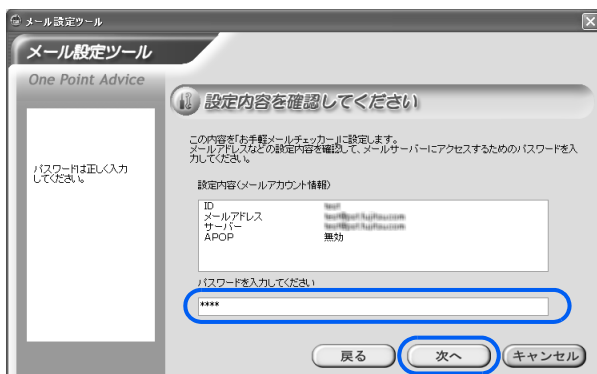 メール設定ツール
メール設定ツール
One Point Advice
設定内容を確認してください
パスワードは正しく入力
してください。
この内容を「お手軽メールチェッカー」に設定します。
メールアドレスなどの設定内容を確認して、メールサーバーにアクセスするためのパスワードを入
力してください。
設定内容(メールアカウント情報)
ID
メールアドレス
サーバー
APOP 無効
パスワードを入力してください
****
戻る 次へ キャンセル